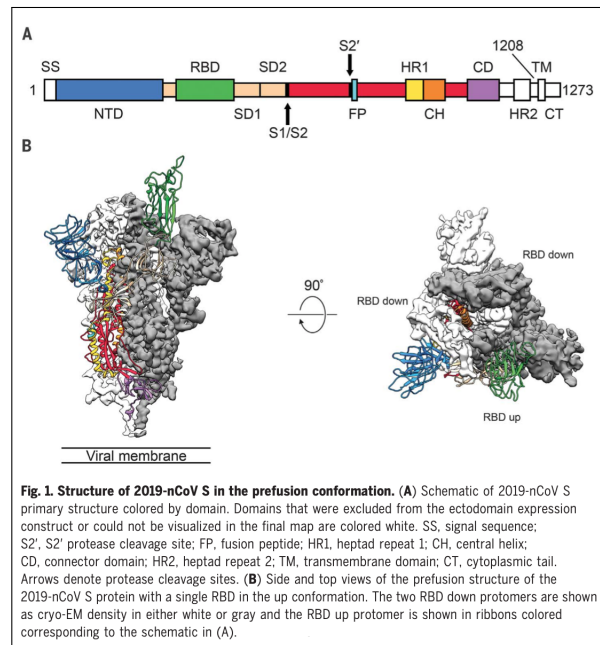 A
S2′
1208
SS
RBD
SD2
HR1
CD
TM
1
1273
NTD
SD1
FP
CH
HR2
CT
S1/S2
B
90°
RBD down
RBD down
RBD up
Viral membrane
Fig. 1. Structure of 2019-nCoV S in the prefusion conformation. (A) Schematic of 2019-nCoV S
primary structure colored by domain. Domains that were excluded from the ectodomain expression
construct or could not be visualized in the final map are colored white. SS, signal sequence;
S2′, S2′ protease cleavage site; FP, fusion peptide; HR1, heptad repeat 1; CH, central helix;
CD, connector domain; HR2, heptad repeat 2; TM, transmembrane domain; CT, cytoplasmic tail.
Arrows denote protease cleavage sites. (B) Side and top views of the prefusion structure of the
2019-nCoV S protein with a single RBD in the up conformation. The two RBD down protomers are shown
as cryo-EM density in either white or gray and the RBD up protomer is shown in ribbons colored
corresponding to the schematic in (A).